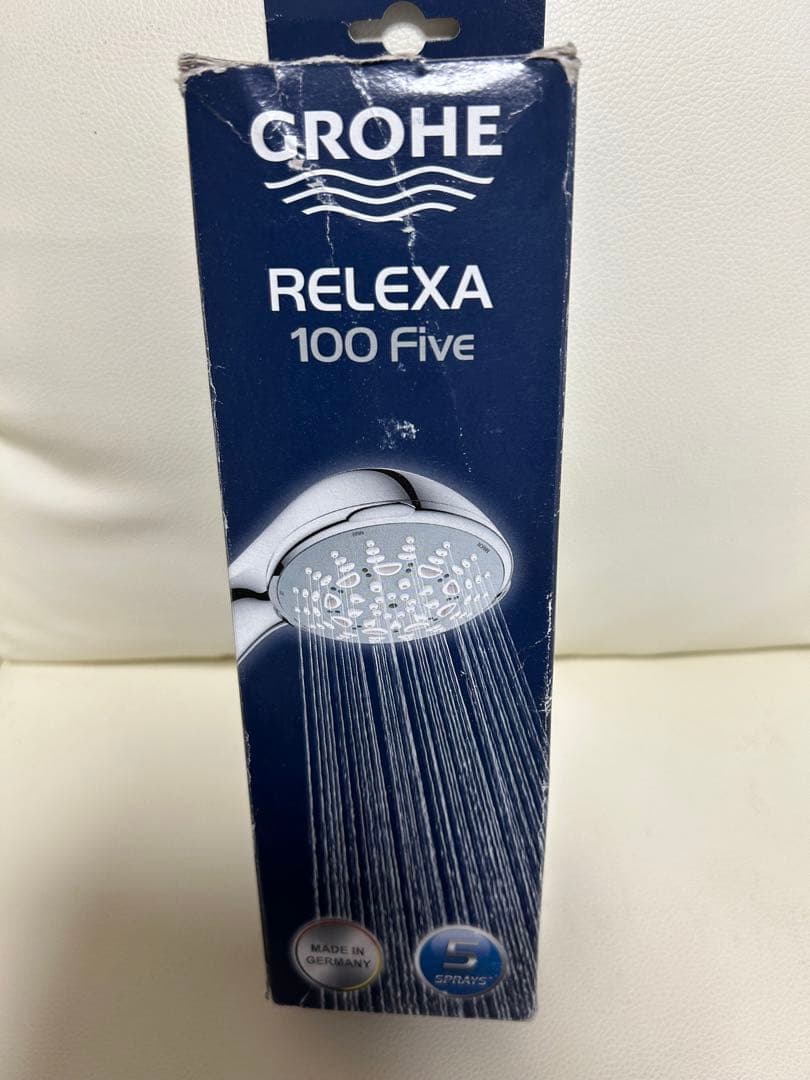 GROHE
RELEXA
100 Five
MADE IN
GERMANY
5
SPRAYS*